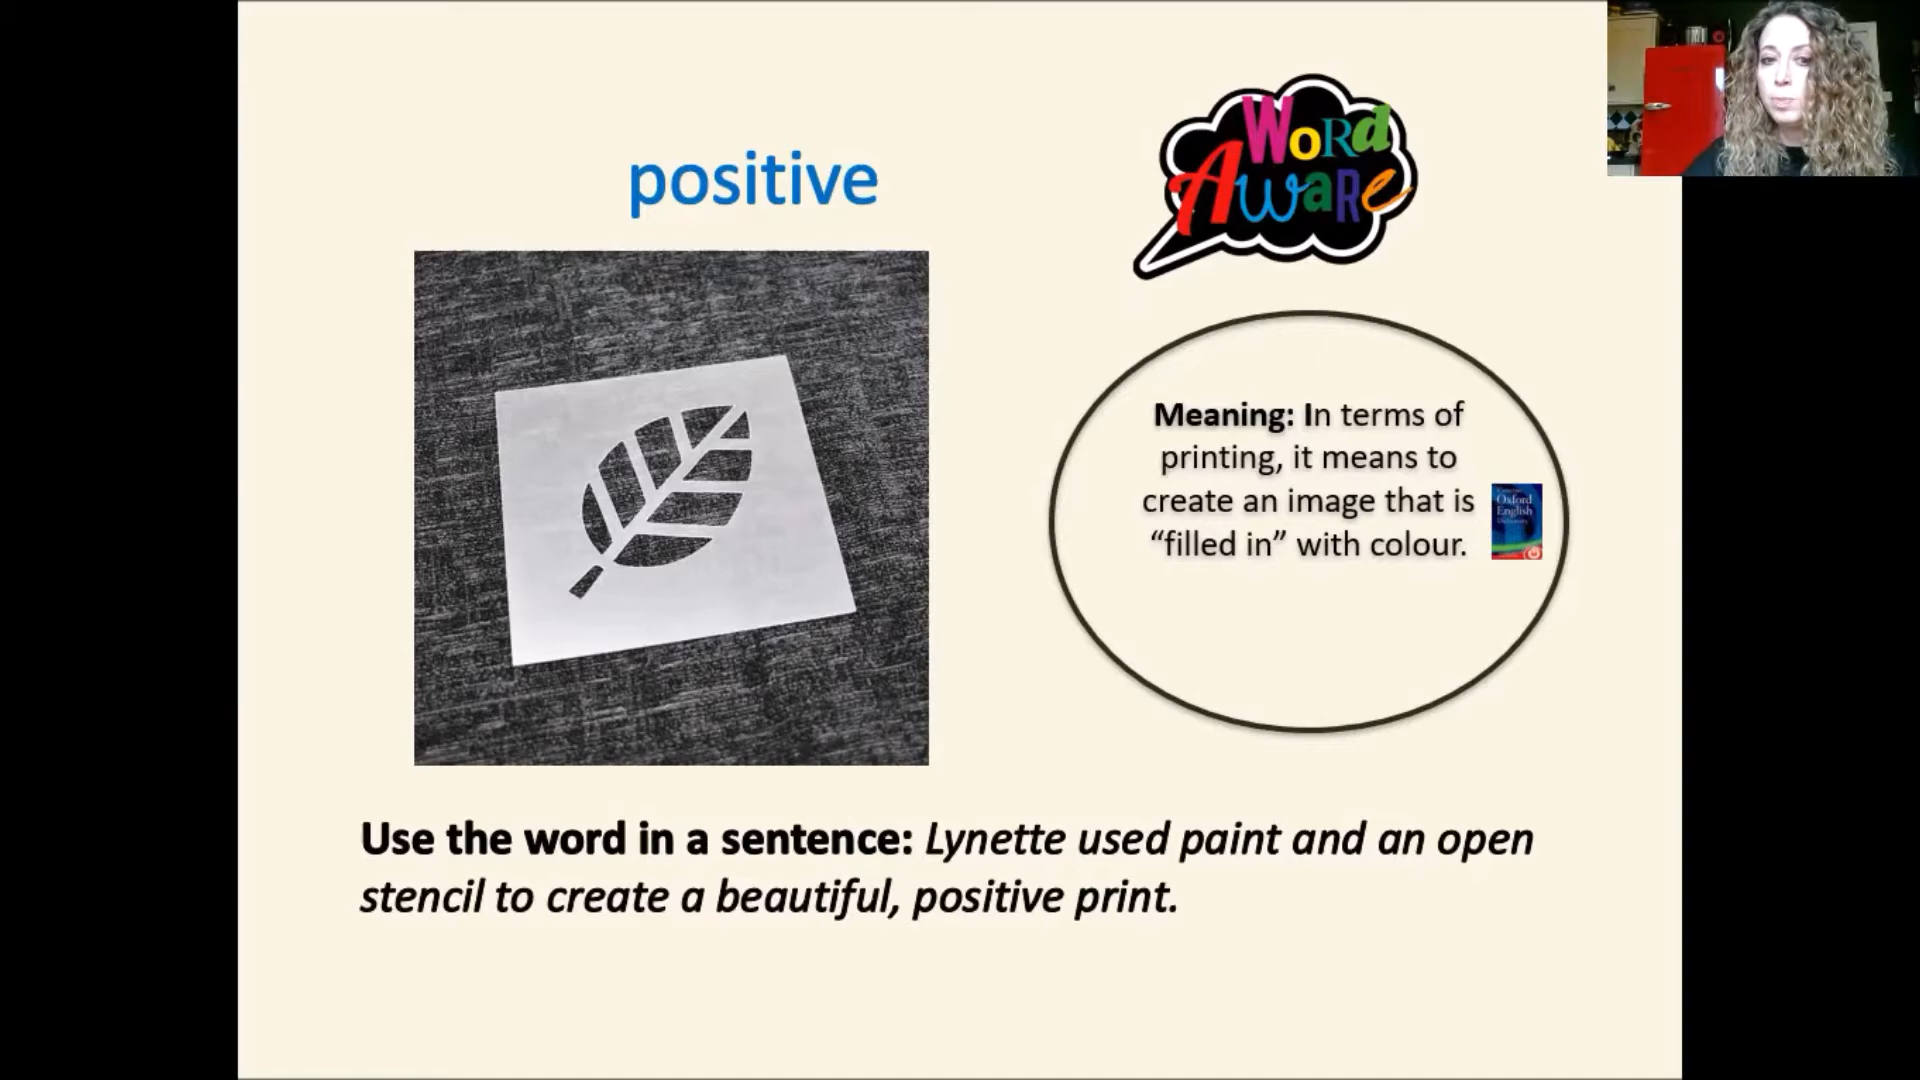 positive
WORD
AWARE
Meaning: In terms of
printing, it means to
create an image that is
“filled in” with colour.
Oxford
English
Dictionary
Use the word in a sentence: Lynette used paint and an open
stencil to create a beautiful, positive print.